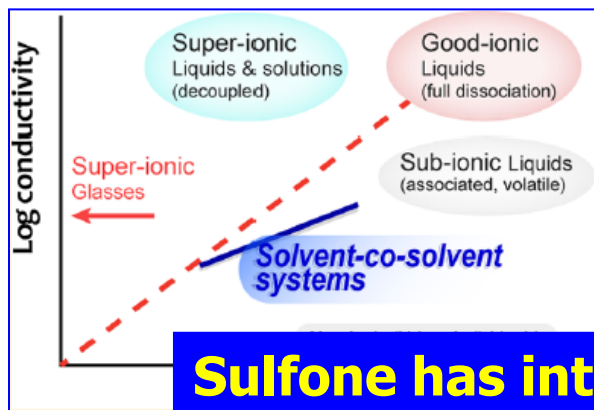 Super-ionic
Liquids & solutions
(decoupled)
Good-ionic
Liquids
(full dissociation)
Log conductivity
Super-ionic
Glasses
Sub-ionic Liquids
(associated, volatile)
Solvent-co-solvent
systems
Sulfone has int